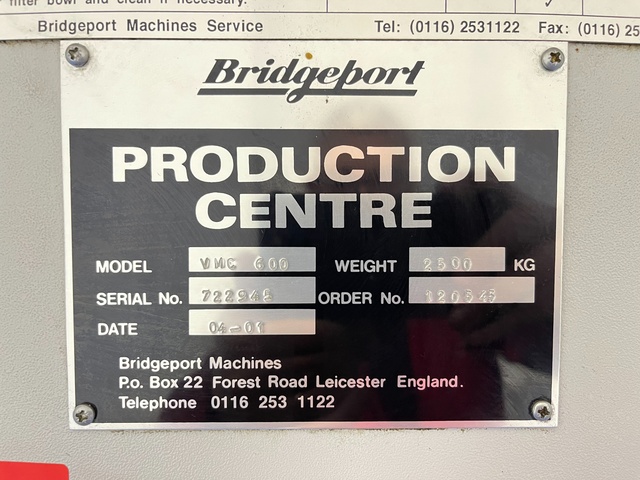 filter bowl and clean if necessary.
Bridgeport Machines Service Tel: (0116) 2531122 Fax: (0116) 25
Bridgeport
PRODUCTION
CENTRE
MODEL VMC 600 WEIGHT 2500 KG
SERIAL No. 722545 ORDER No. 120545
DATE 04-01
Bridgeport Machines
P.o. Box 22 Forest Road Leicester England.
Telephone 0116 253 1122